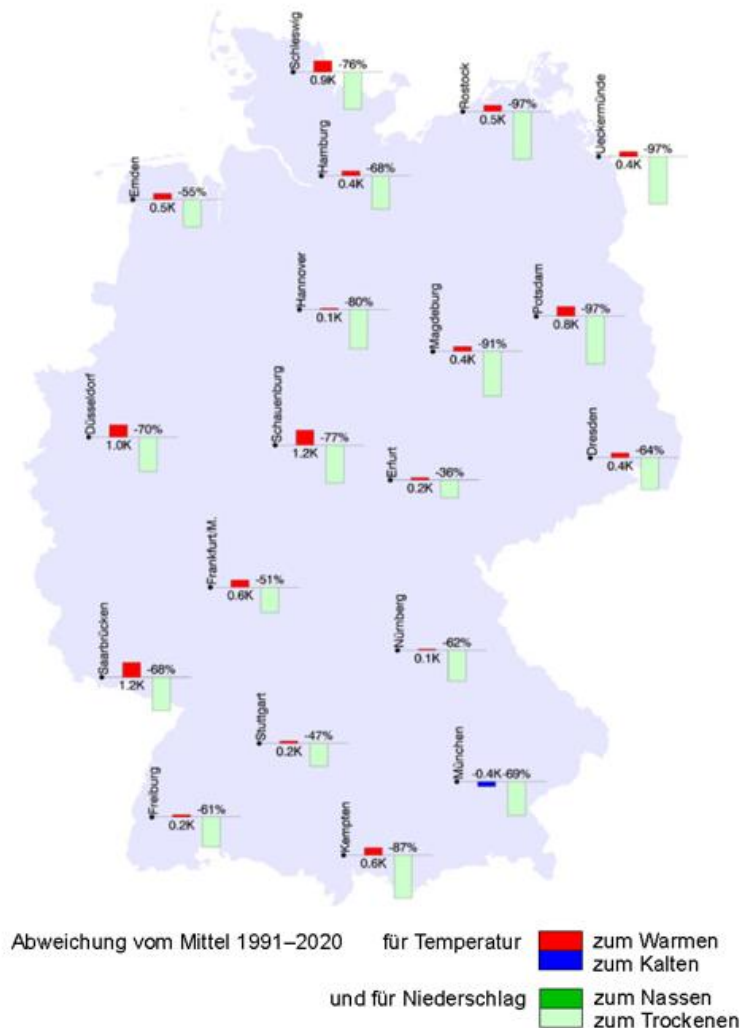 Schleswig
-76%
0.9K
Rostock
-97%
0.5K
Ueckermünde
-97%
0.4K
Hamburg
-68%
0.4K
Emden
-55%
0.5K
Hannover
-80%
0.1K
Potsdam
-97%
0.8K
Magdeburg
-91%
0.4K
Düsseldorf
-70%
1.0K
Schauenburg
-77%
1.2K
Dresden
-64%
0.4K
Erfurt
-36%
0.2K
Frankfurt/M.
-51%
0.6K
Nürnberg
-62%
0.1K
Saarbrücken
-68%
1.2K
Stuttgart
-47%
0.2K
München
-0.4K-69%
Freiburg
-61%
0.2K
Kempten
-87%
0.6K
Abweichung vom Mittel 1991–2020 für Temperatur zum Warmen
zum Kalten
und für Niederschlag zum Nassen
zum Trockenen